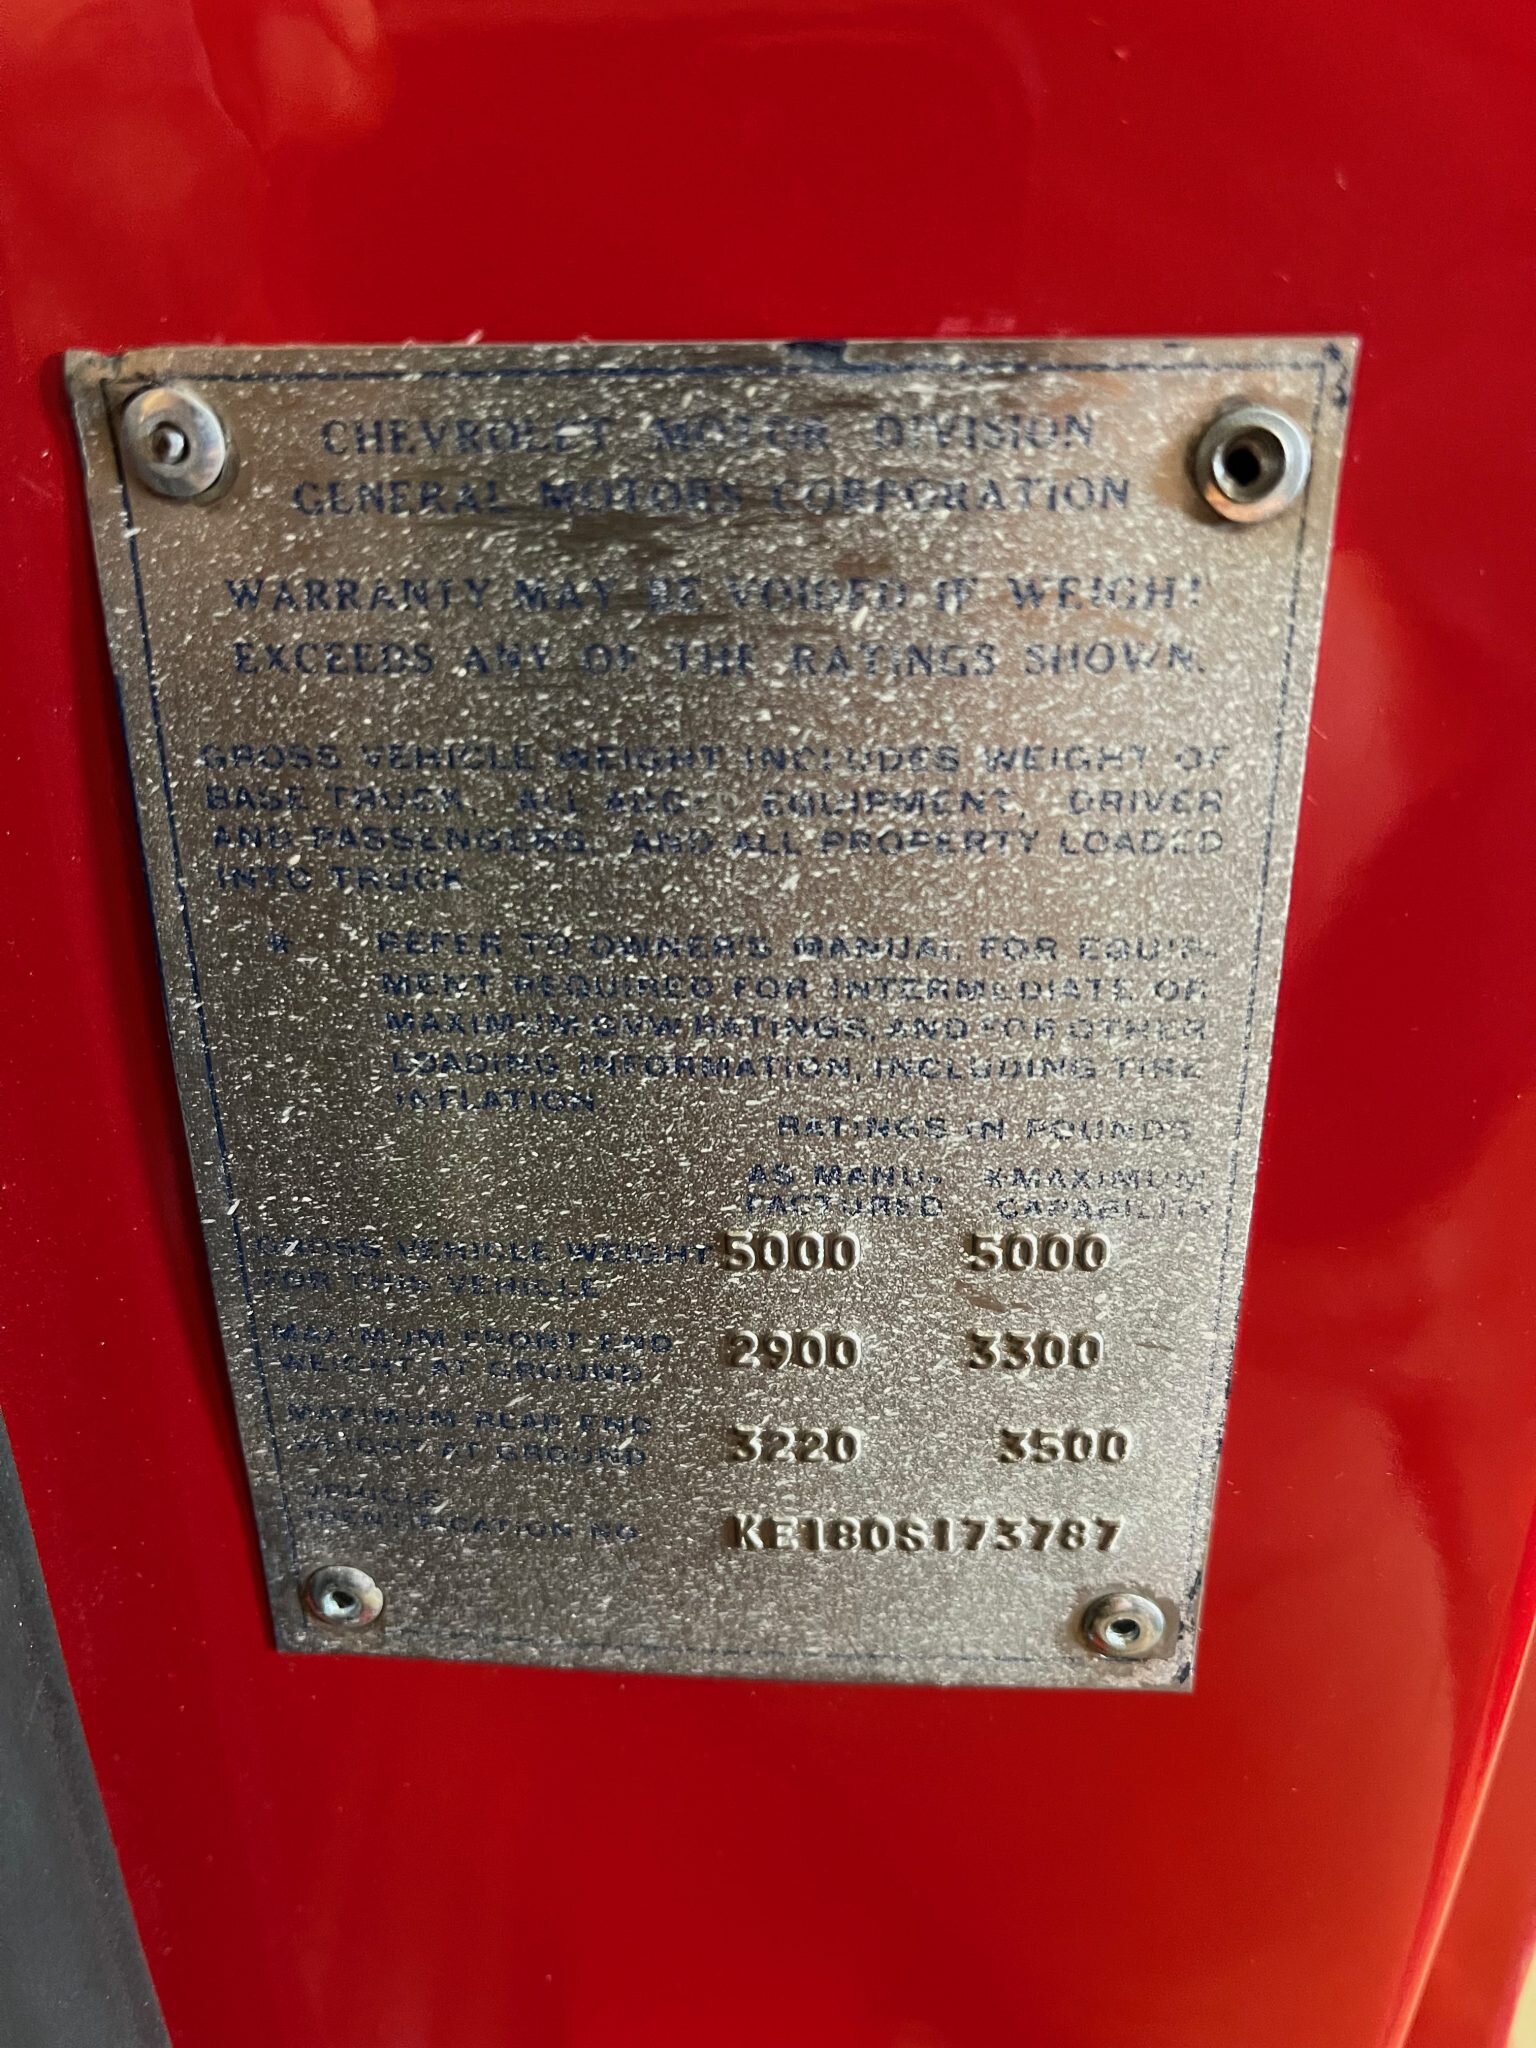 CHEVROLET MOTOR DIVISION
GENERAL MOTORS CORPORATION
WARRANTY MAY BE VOIDED IF WEIGHT
EXCEEDS ANY OF THE RATINGS SHOWN.
GROSS VEHICLE WEIGHT INCLUDES WEIGHT OF
BASE TRUCK, ALL ADDED EQUIPMENT, DRIVER
AND PASSENGERS, AND ALL PROPERTY LOADED
INTO TRUCK
* REFER TO OWNER'S MANUAL FOR EQUIP-
MENT REQUIRED FOR INTERMEDIATE OR
MAXIMUM GVW RATINGS, AND FOR OTHER
LOADING INFORMATION, INCLUDING TIRE
INFLATION
RATINGS IN POUNDS
AS MANU- *MAXIMUM
FACTURED CAPABILITY
GROSS VEHICLE WEIGHT 5000 5000
FOR THIS VEHICLE
MAXIMUM FRONT END 2900 3300
WEIGHT AT GROUND
MAXIMUM REAR END
WEIGHT AT GROUND 3220 3500
VEHICLE
IDENTIFICATION NO. KE180S173787